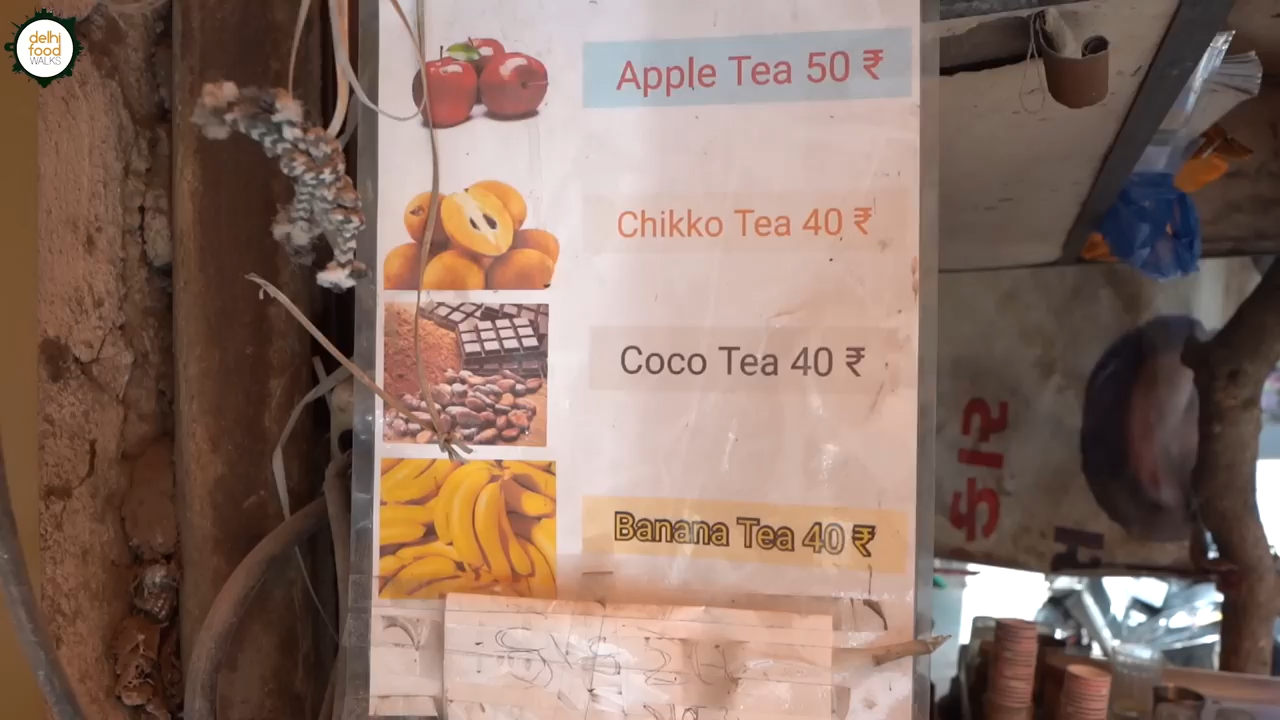 delhi
food
WALKS
Apple Tea 50 ₹
Chikko Tea 40 ₹
Coco Tea 40 ₹
Banana Tea 40 ₹